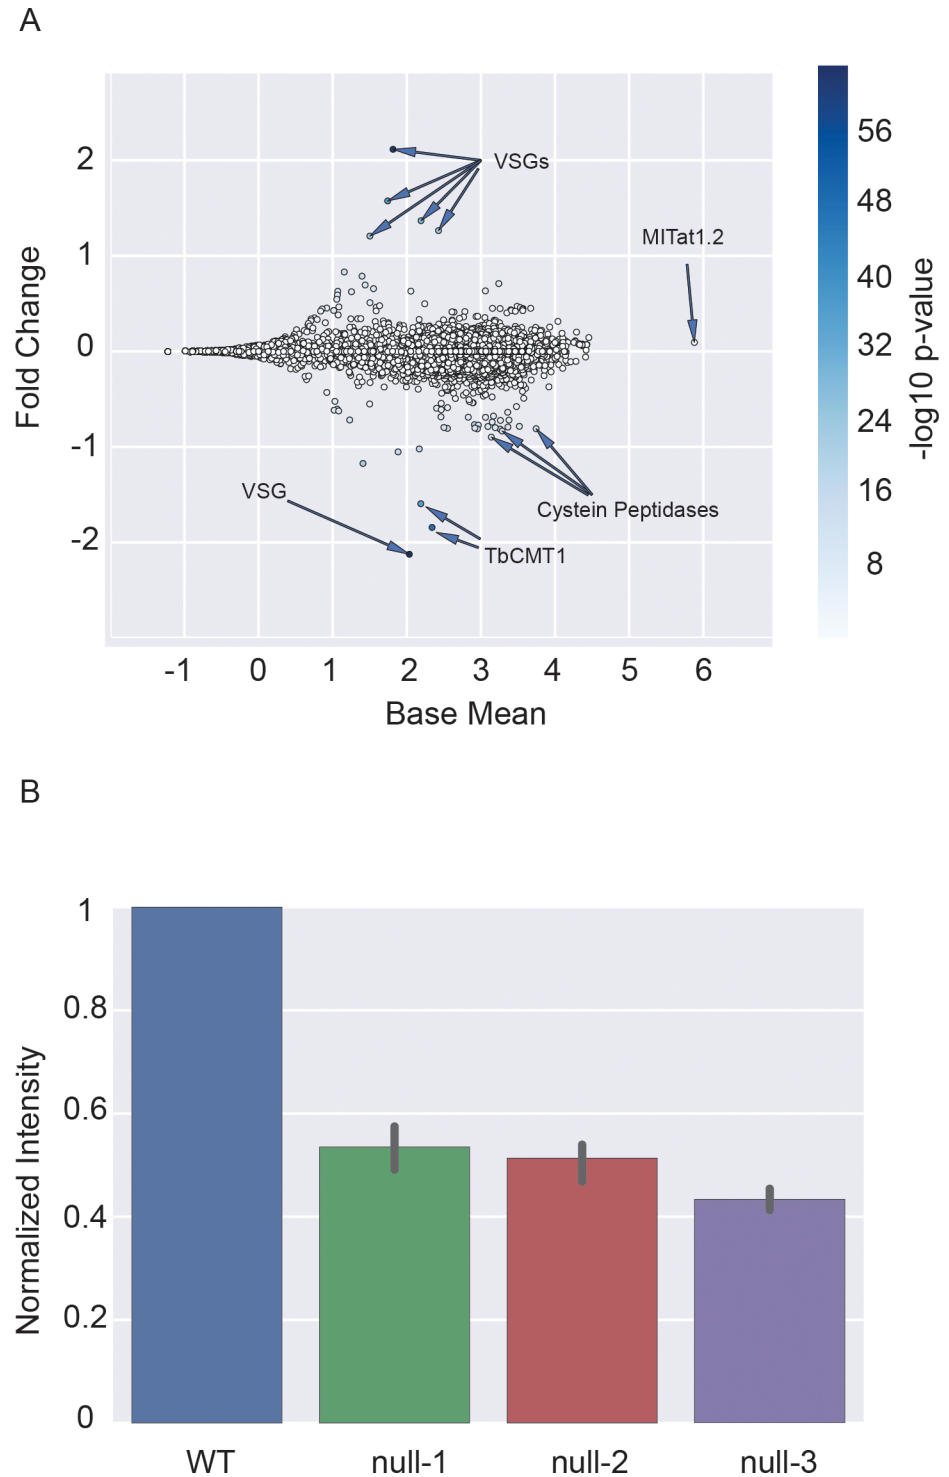 A
Fold Change
2
1
0
-1
-2
VSGs
MITat1.2
VSG
Cystein Peptidases
TbCMT1
-1 0 1 2 3 4 5 6
Base Mean
56
48
40
32
24
16
8
-log10 p-value
B
Normalized Intensity
1
0.8
0.6
0.4
0.2
0
WT null-1 null-2 null-3